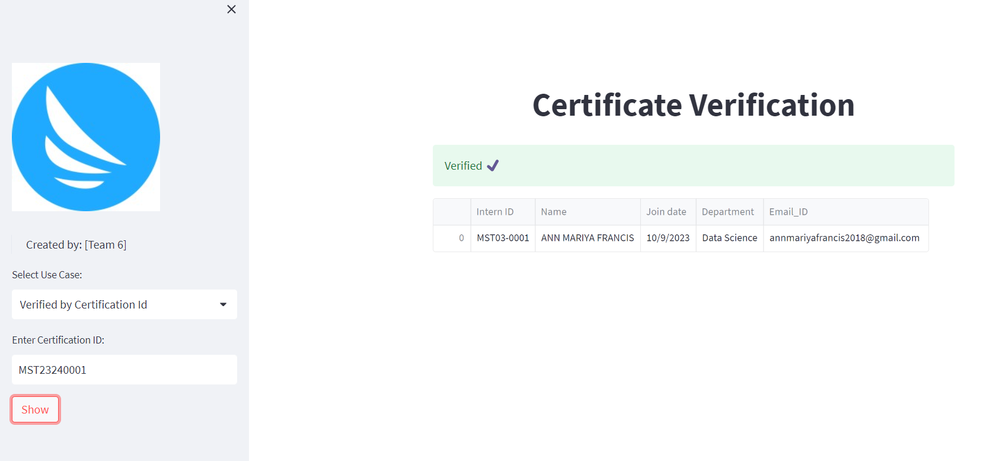 Created by: [Team 6]
Select Use Case:
Verified by Certification Id
Enter Certification ID:
MST23240001
Show
Certificate Verification
Verified ✔
Intern ID Name Join date Department Email_ID
0 MST03-0001 ANN MARIYA FRANCIS 10/9/2023 Data Science annmariyafrancis2018@gmail.com